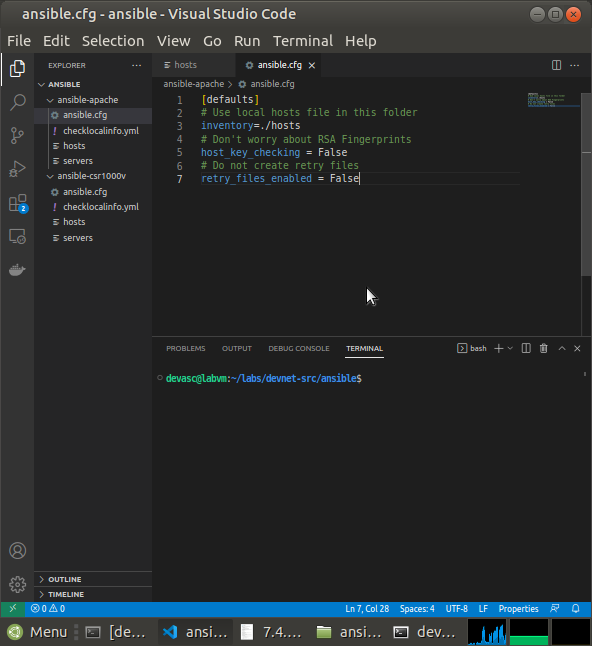 ansible.cfg - ansible - Visual Studio Code
File Edit Selection View Go Run Terminal Help
EXPLORER
ANSIBLE
ansible-apache
ansible.cfg
! checklocalinfo.yml
hosts
servers
ansible-csr1000v
ansible.cfg
! checklocalinfo.yml
hosts
servers
OUTLINE
TIMELINE
2
hosts
ansible.cfg
ansible-apache > ansible.cfg
1 [defaults]
2 # Use local hosts file in this folder
3 inventory=./hosts
4 # Don't worry about RSA Fingerprints
5 host_key_checking = False
6 # Do not create retry files
7 retry_files_enabled = False
PROBLEMS OUTPUT DEBUG CONSOLE TERMINAL bash
devasc@labvm:~/labs/devnet-src/ansible$
0 0 Ln 7, Col 28 Spaces: 4 UTF-8 LF Properties
Menu [de... ansi... 7.4.... ansi... dev...